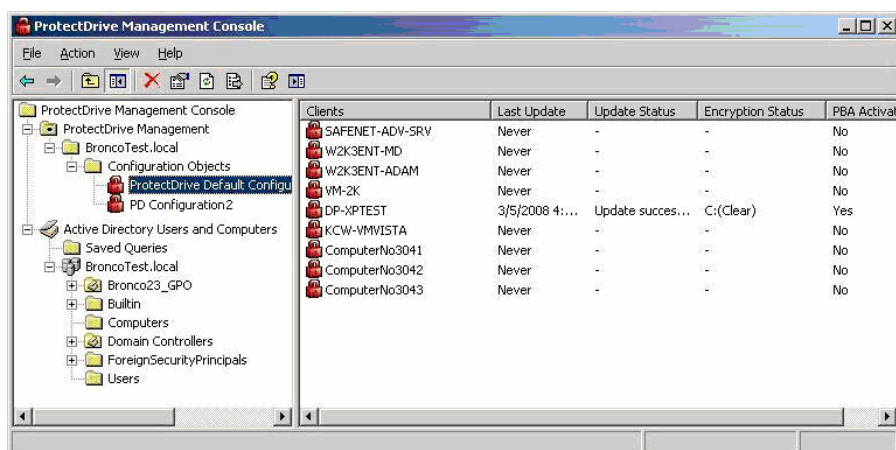 ProtectDrive Management Console
File Action View Help
ProtectDrive Management Console
ProtectDrive Management
BroncoTest.local
Configuration Objects
ProtectDrive Default Configu
PD Configuration2
Active Directory Users and Computers
Saved Queries
BroncoTest.local
Bronco23_GPO
Builtin
Computers
Domain Controllers
ForeignSecurityPrincipals
Users
Clients Last Update Update Status Encryption Status PBA Activat
SAFENET-ADV-SRV Never - - No
W2K3ENT-MD Never - - No
W2K3ENT-ADAM Never - - No
VM-2K Never - - No
DP-XPTEST 3/5/2008 4:... Update succes... C:(Clear) Yes
KCW-VMVISTA Never - - No
ComputerNo3041 Never - - No
ComputerNo3042 Never - - No
ComputerNo3043 Never - - No